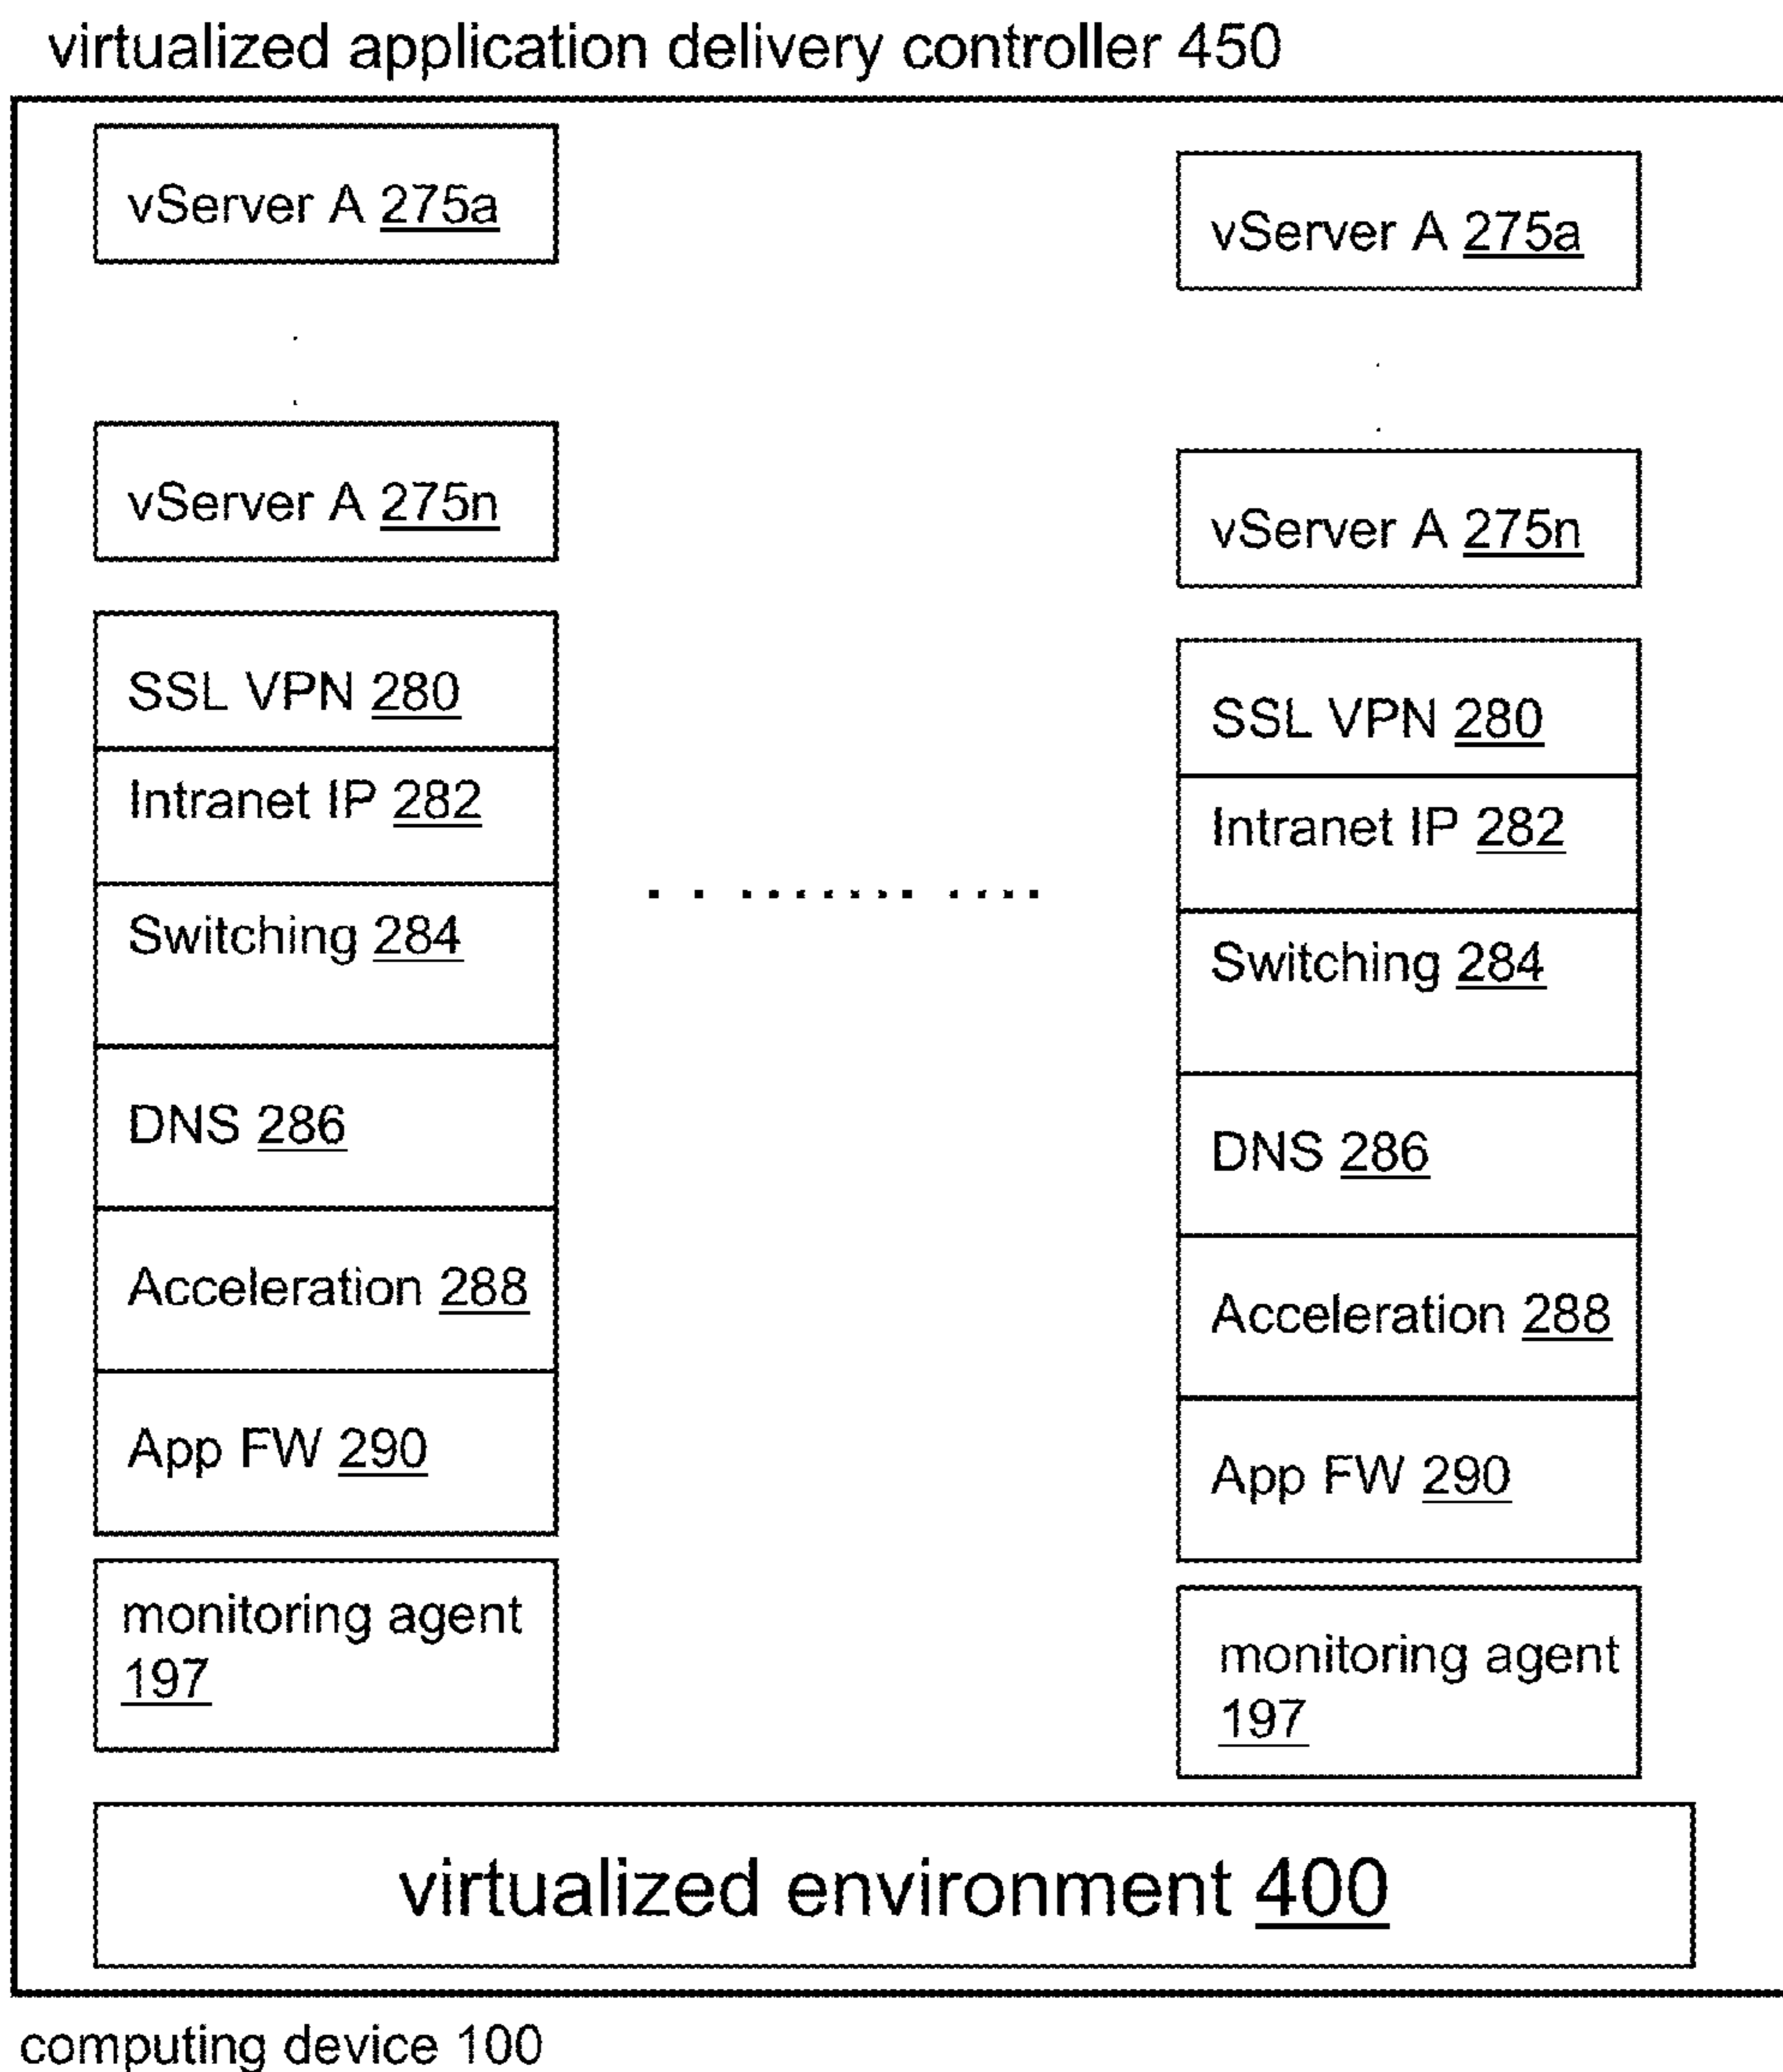 virtualized application delivery controller 450
vServer A 275a
vServer A 275n
SSL VPN 280
Intranet IP 282
Switching 284
DNS 286
Acceleration 288
App FW 290
monitoring agent
197
vServer A 275a
vServer A 275n
SSL VPN 280
Intranet IP 282
Switching 284
DNS 286
Acceleration 288
App FW 290
monitoring agent
197
virtualized environment 400
computing device 100